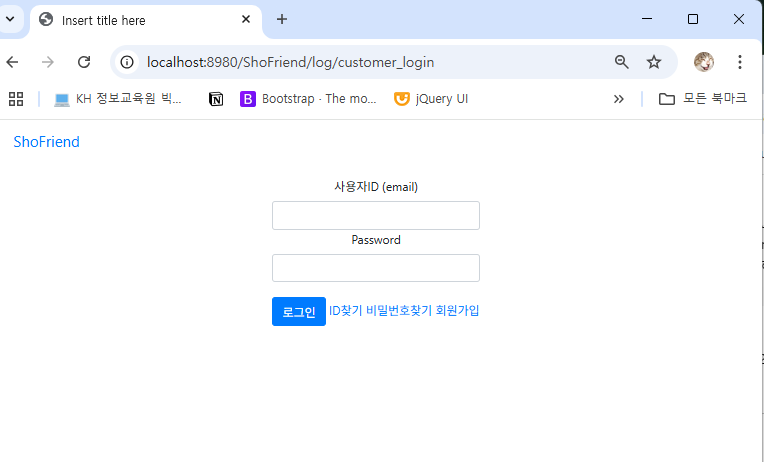 Insert title here
localhost:8980/ShoFriend/log/customer_login
KH 정보교육원 빅... Bootstrap · The mo... jQuery UI 모든 북마크
ShoFriend
사용자ID (email)
Password
로그인 ID찾기 비밀번호찾기 회원가입